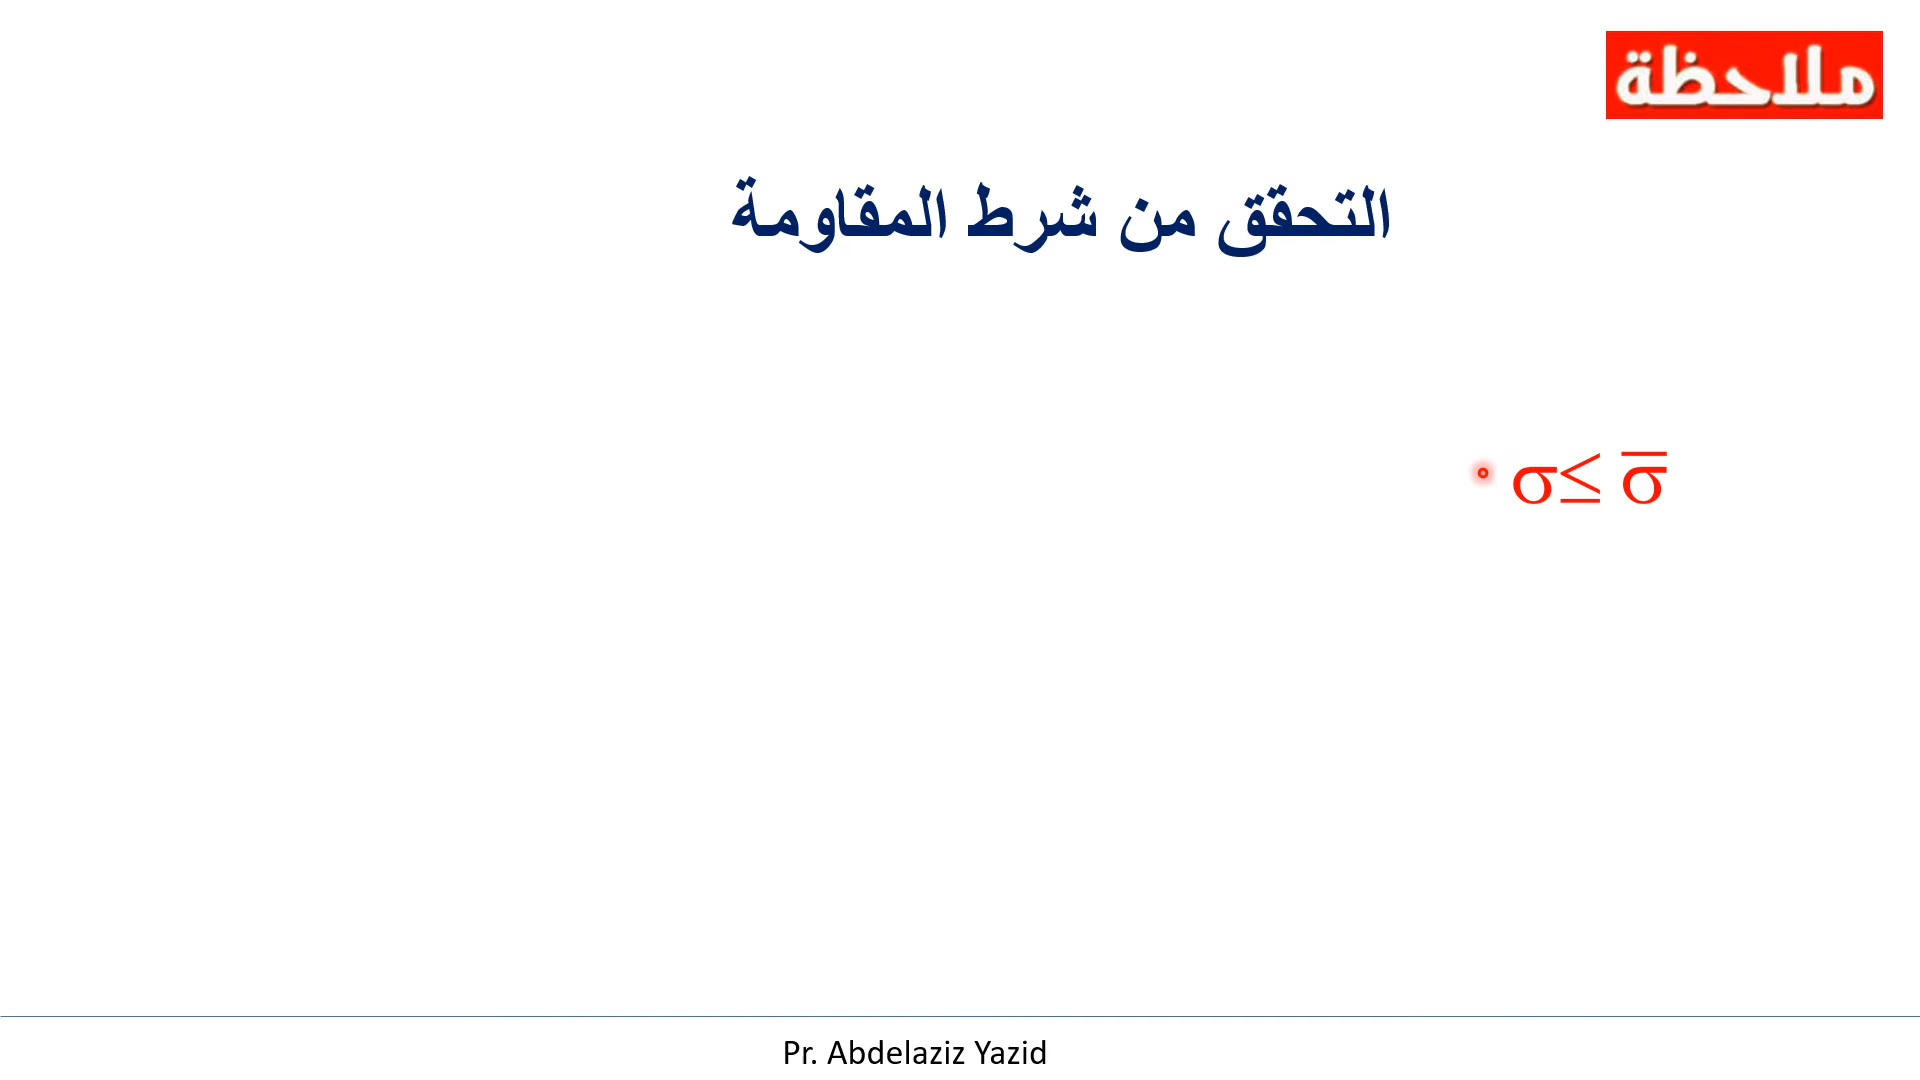 ملاحظة
التحقق من شرط المقاومة
σ≤ σ̅
Pr. Abdelaziz Yazid